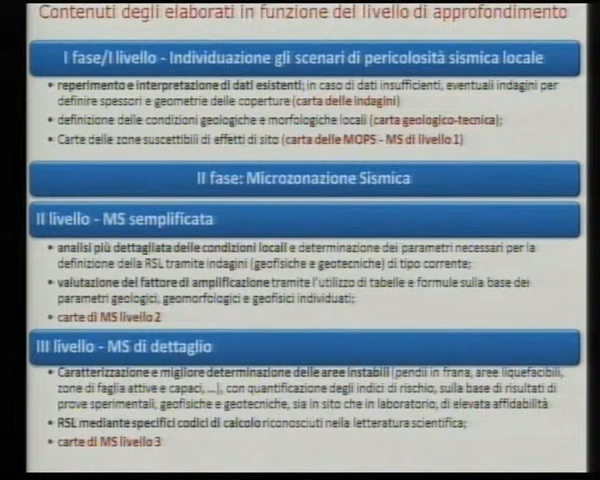 Contenuti degli elaborati in funzione del livello di approfondimento
I fase/I livello - Individuazione gli scenari di pericolosità sismica locale
• reperimento e interpretazione di dati esistenti; in caso di dati insufficienti, eventuali indagini per
definire spessori e geometrie delle coperture (carta delle indagini)
• definizione delle condizioni geologiche e morfologiche locali (carta geologico-tecnica);
• Carte delle zone suscettibili di effetti di sito (carta delle MOPS - MS di livello 1)
II fase: Microzonazione Sismica
II livello - MS semplificata
• analisi più dettagliata delle condizioni locali e determinazione dei parametri necessari per la
definizione della RSL tramite indagini (geofisiche e geotecniche) di tipo corrente;
• valutazione del fattore di amplificazione tramite l'utilizzo di tabelle e formule sulla base dei
parametri geologici, geomorfologici e geofisici individuati;
• carte di MS livello 2
III livello - MS di dettaglio
• Caratterizzazione e migliore determinazione delle aree instabili (pendii in frana, aree liquefacibili,
zone di faglia attive e capaci, ...), con quantificazione degli indici di rischio, sulla base di risultati di
prove sperimentali, geofisiche e geotecniche, sia in sito che in laboratorio, di elevata affidabilità
• RSL mediante specifici codici di calcolo riconosciuti nella letteratura scientifica;
• carte di MS livello 3